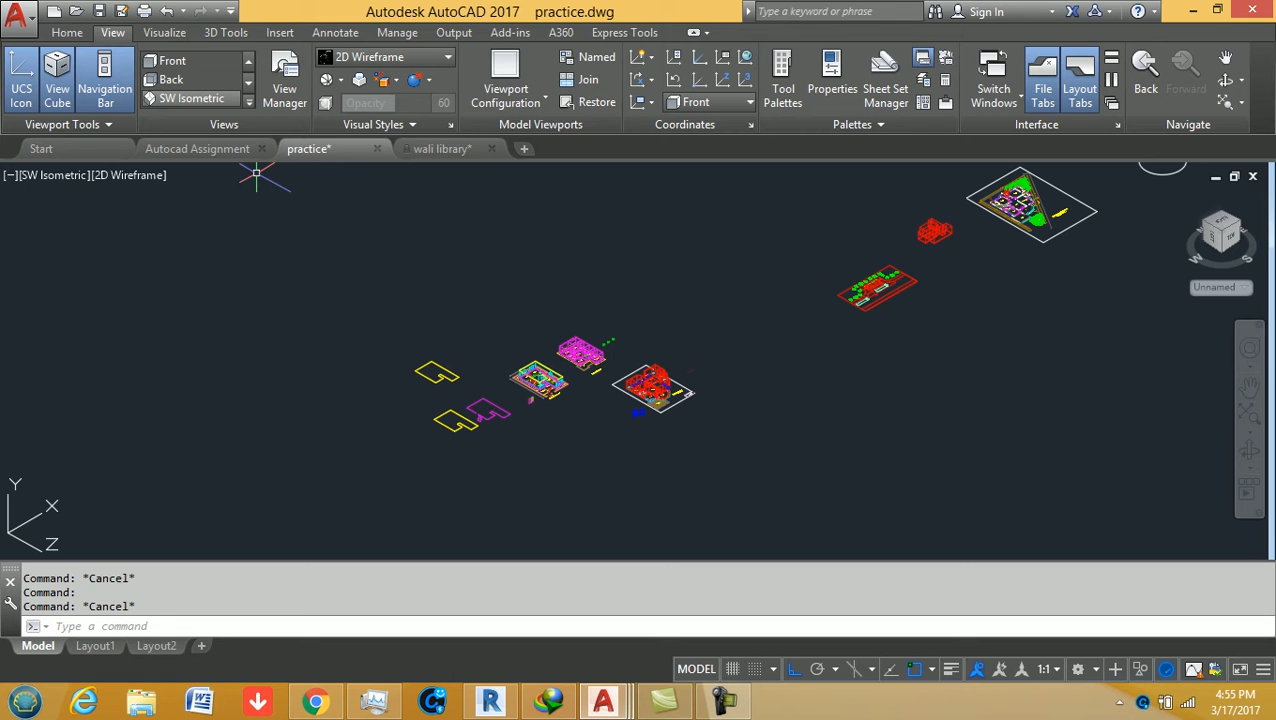 Autodesk AutoCAD 2017 practice.dwg
Type a keyword or phrase
Sign In
Home View Visualize 3D Tools Insert Annotate Manage Output Add-ins A360 Express Tools
UCS Icon
View Cube
Navigation Bar
Viewport Tools
Front
Back
SW Isometric
View Manager
Views
2D Wireframe
Opacity 60
Visual Styles
Viewport Configuration
Named
Join
Restore
Model Viewports
Front
Coordinates
Tool Palettes
Properties
Sheet Set Manager
Palettes
Switch Windows
File Tabs
Layout Tabs
Interface
Back
Forward
Navigate
Start Autocad Assignment practice* wali library*
[−][SW Isometric][2D Wireframe]
W S
Unnamed
Y
X
Z
Command: *Cancel*
Command:
Command: *Cancel*
Type a command
Model Layout1 Layout2 +
MODEL 1:1
4:55 PM
3/17/2017